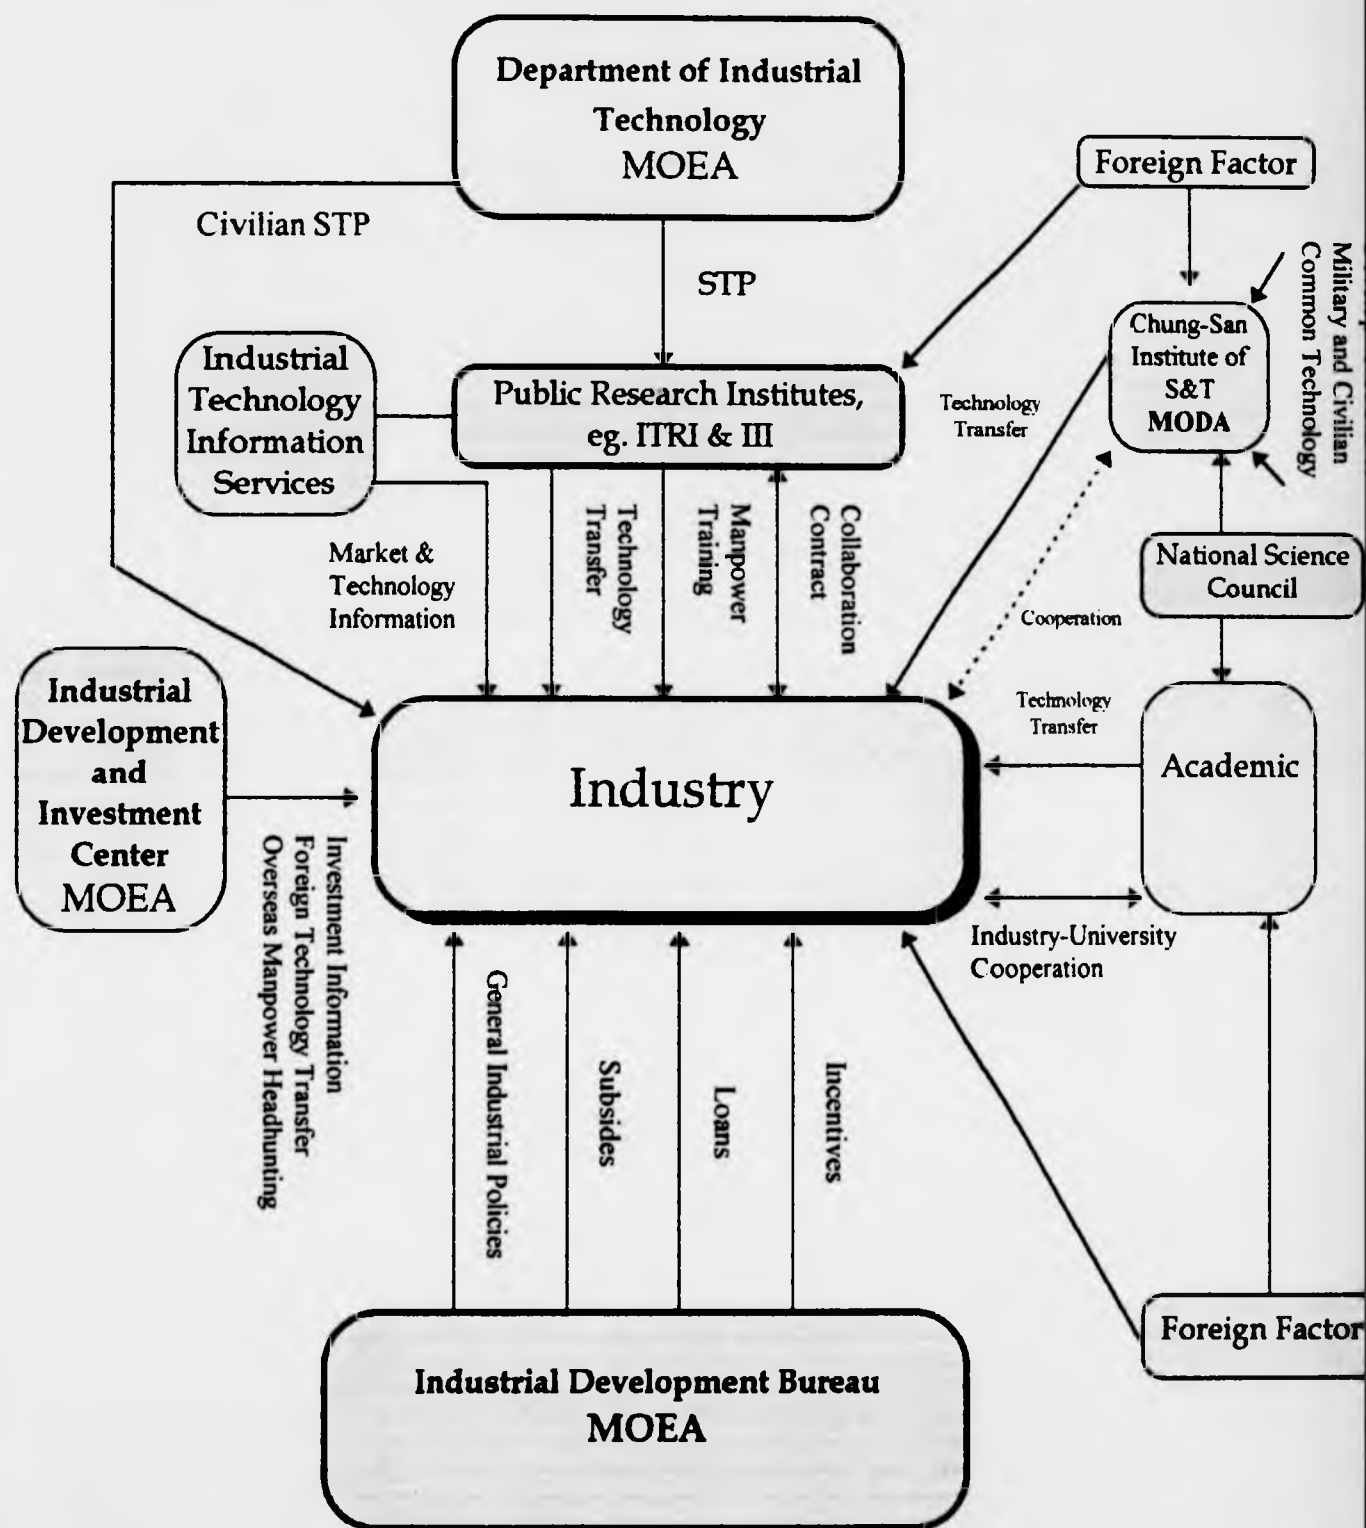 Department of Industrial
Technology
MOEA
Foreign Factor
Civilian STP
STP
Military and Civilian
Common Technology
Chung-San
Institute of
S&T
MODA
Industrial
Technology
Information
Services
Public Research Institutes,
eg. ITRI & III
Technology
Transfer
Market &
Technology
Information
Technology
Transfer
Manpower
Training
Collaboration
Contract
National Science
Council
Cooperation
Industrial
Development
and
Investment
Center
MOEA
Industry
Technology
Transfer
Academic
Investment Information
Foreign Technology Transfer
Overseas Manpower Headhunting
Industry-University
Cooperation
General Industrial Policies
Subsides
Loans
Incentives
Foreign Factor
Industrial Development Bureau
MOEA